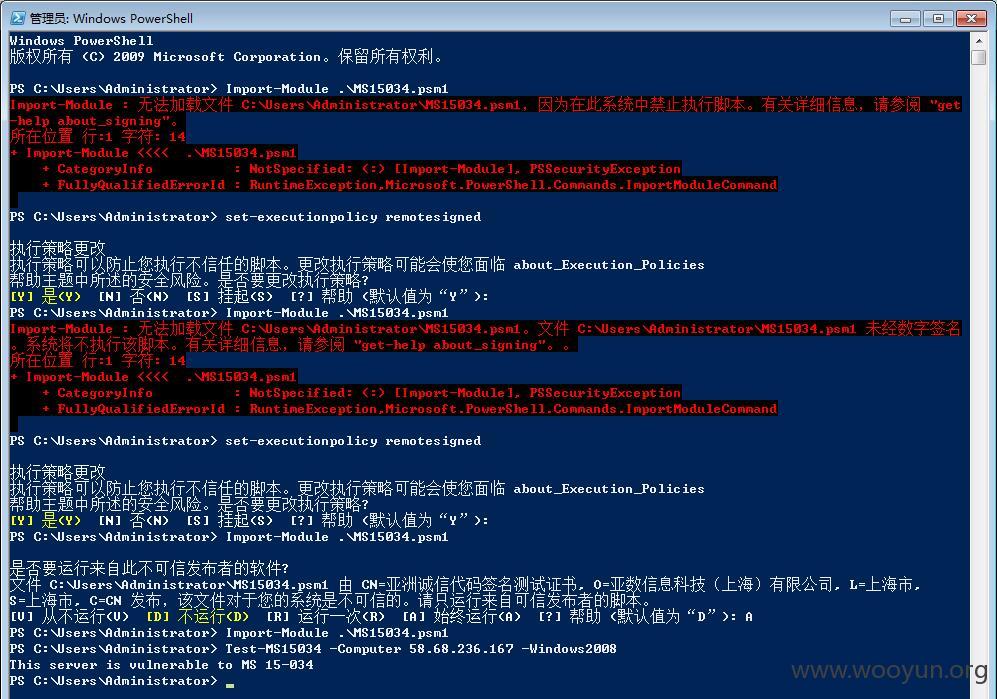 管理员: Windows PowerShell
Windows PowerShell
版权所有 (C) 2009 Microsoft Corporation。保留所有权利。
PS C:\Users\Administrator> Import-Module .\MS15034.psm1
Import-Module : 无法加载文件 C:\Users\Administrator\MS15034.psm1，因为在此系统中禁止执行脚本。有关详细信息，请参阅 "get
-help about_signing"。
所在位置 行:1 字符: 14
+ Import-Module <<<<  .\MS15034.psm1
    + CategoryInfo          : NotSpecified: (:) [Import-Module], PSSecurityException
    + FullyQualifiedErrorId : RuntimeException,Microsoft.PowerShell.Commands.ImportModuleCommand
PS C:\Users\Administrator> set-executionpolicy remotesigned
执行策略更改
执行策略可以防止您执行不信任的脚本。更改执行策略可能会使您面临 about_Execution_Policies
帮助主题中所述的安全风险。是否要更改执行策略?
[Y] 是(Y)  [N] 否(N)  [S] 挂起(S)  [?] 帮助 (默认值为“Y”):
PS C:\Users\Administrator> Import-Module .\MS15034.psm1
Import-Module : 无法加载文件 C:\Users\Administrator\MS15034.psm1。文件 C:\Users\Administrator\MS15034.psm1 未经数字签名
。系统将不执行该脚本。有关详细信息，请参阅 "get-help about_signing"。。
所在位置 行:1 字符: 14
+ Import-Module <<<<  .\MS15034.psm1
    + CategoryInfo          : NotSpecified: (:) [Import-Module], PSSecurityException
    + FullyQualifiedErrorId : RuntimeException,Microsoft.PowerShell.Commands.ImportModuleCommand
PS C:\Users\Administrator> set-executionpolicy remotesigned
执行策略更改
执行策略可以防止您执行不信任的脚本。更改执行策略可能会使您面临 about_Execution_Policies
帮助主题中所述的安全风险。是否要更改执行策略?
[Y] 是(Y)  [N] 否(N)  [S] 挂起(S)  [?] 帮助 (默认值为“Y”):
PS C:\Users\Administrator> Import-Module .\MS15034.psm1
是否要运行来自此不可信发布者的软件?
文件 C:\Users\Administrator\MS15034.psm1 由 CN=亚洲诚信代码签名测试证书, O=亚数信息科技（上海）有限公司, L=上海市,
S=上海市, C=CN 发布，该文件对于您的系统是不可信的。请只运行来自可信发布者的脚本。
[V] 从不运行(V)  [D] 不运行(D)  [R] 运行一次(R)  [A] 始终运行(A)  [?] 帮助 (默认值为“D”): A
PS C:\Users\Administrator> Import-Module .\MS15034.psm1
PS C:\Users\Administrator> Test-MS15034 -Computer 58.68.236.167 -Windows2008
This server is vulnerable to MS 15-034
PS C:\Users\Administrator>
www.wooyun.org